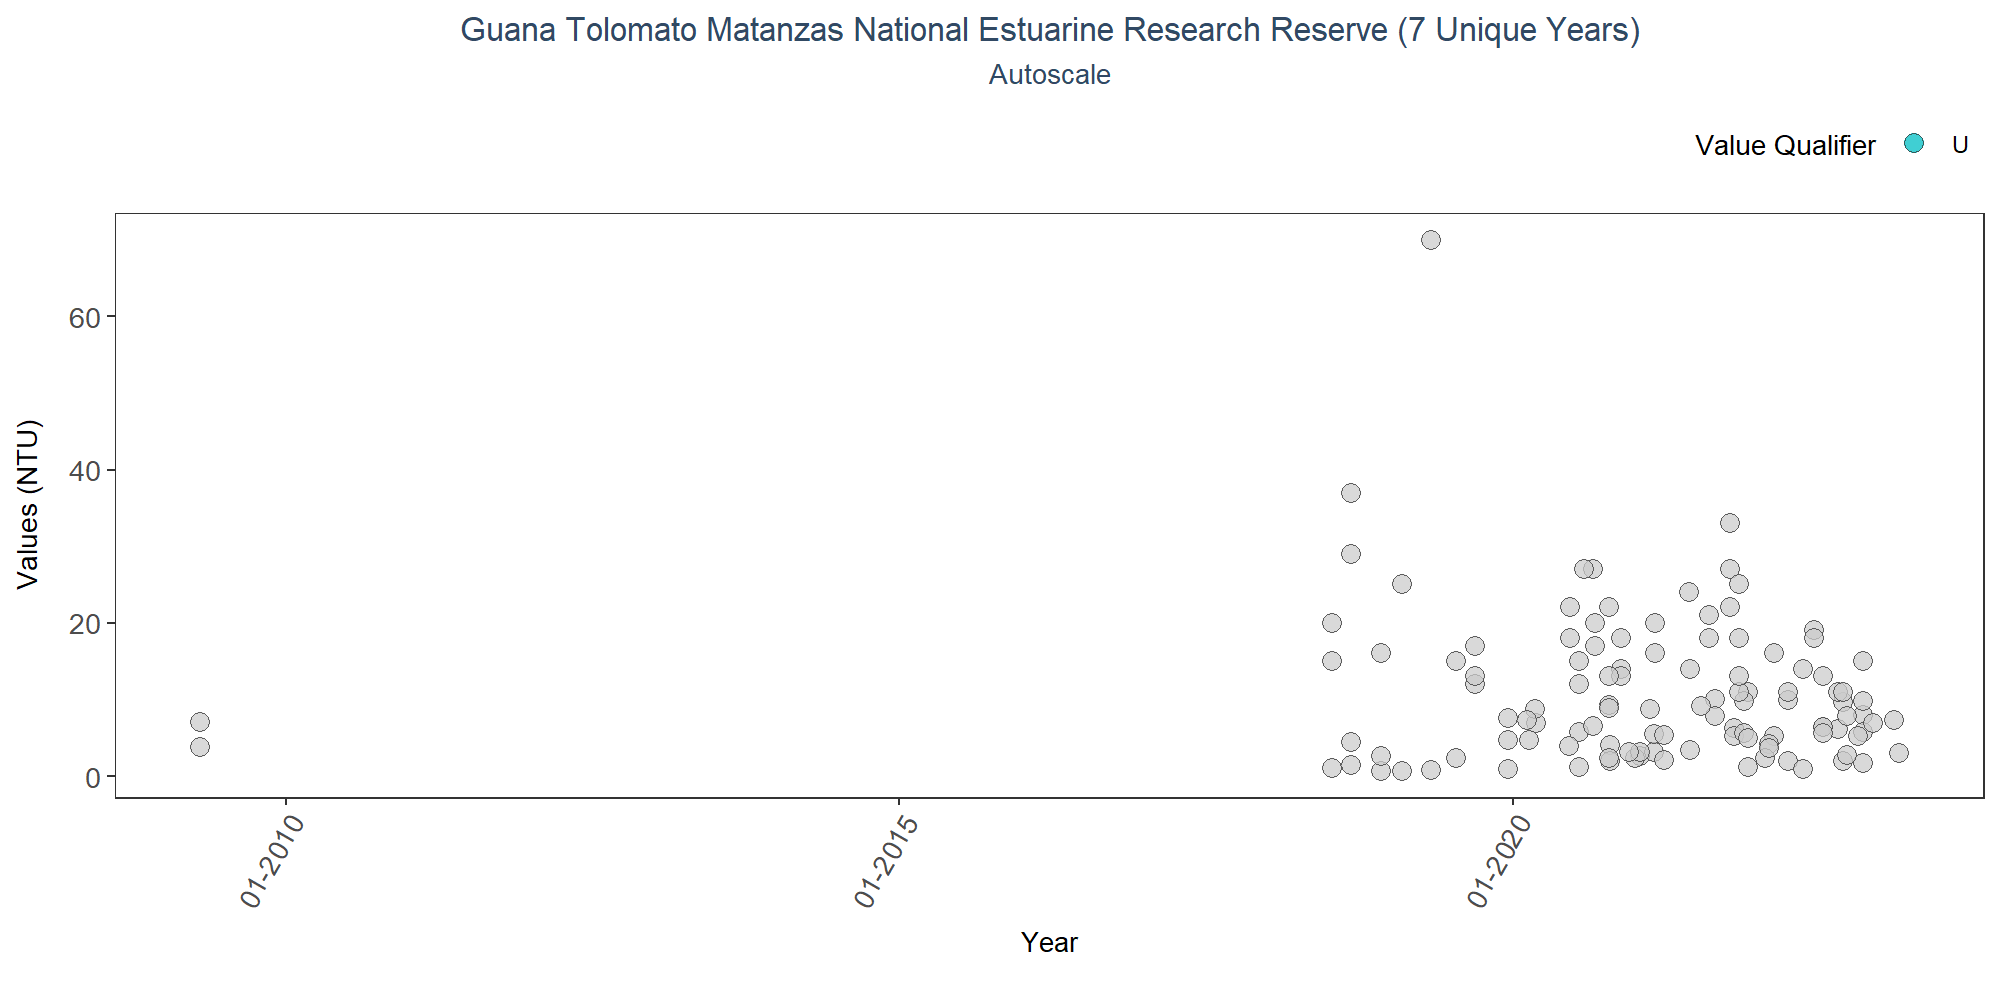 Guana Tolomato Matanzas National Estuarine Research Reserve (7 Unique Years)
Autoscale
Value Qualifier U
Values (NTU)
60
40
20
0
01-2010
01-2015
01-2020
Year